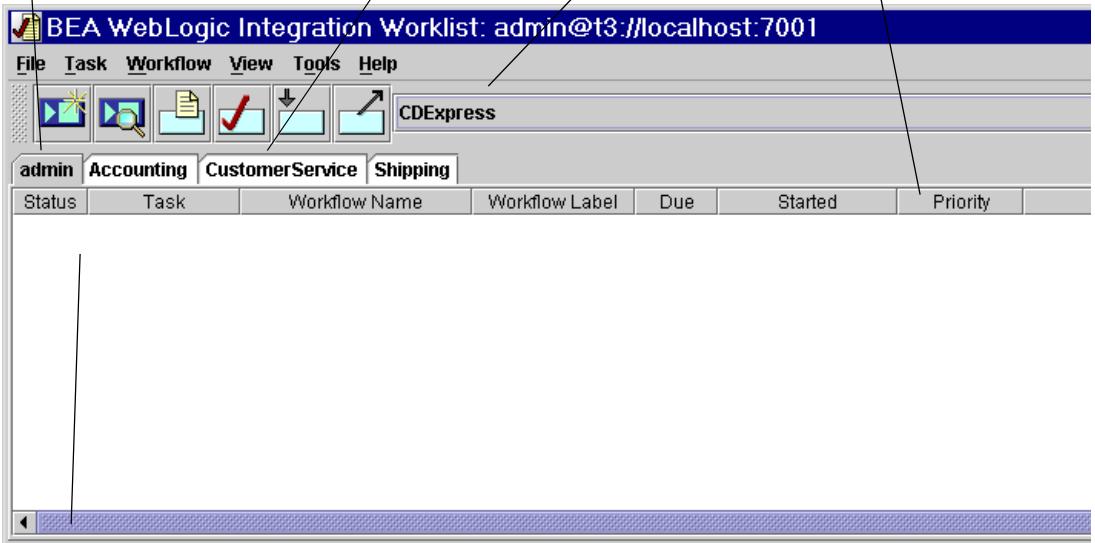 BEA WebLogic Integration Worklist: admin@t3://localhost:7001
File Task Workflow View Tools Help
CDExpress
admin Accounting CustomerService Shipping
Status Task Workflow Name Workflow Label Due Started Priority